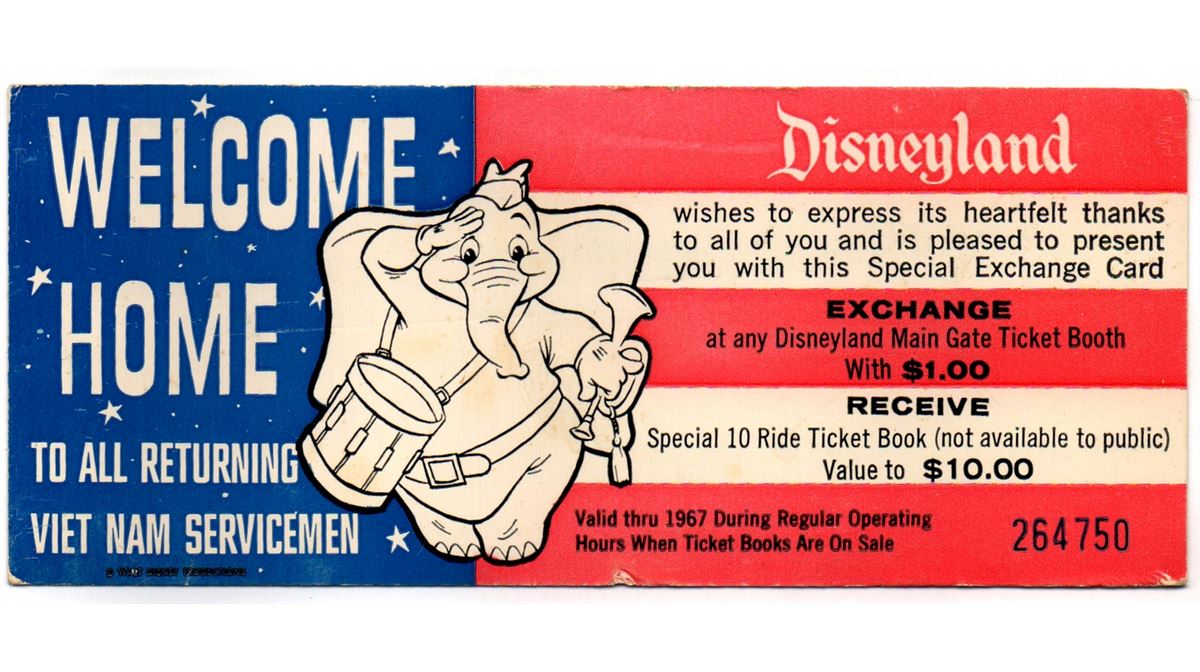 WELCOME
HOME
TO ALL RETURNING
VIET NAM SERVICEMEN
© WALT DISNEY PRODUCTIONS
Disneyland
wishes to express its heartfelt thanks
to all of you and is pleased to present
you with this Special Exchange Card
EXCHANGE
at any Disneyland Main Gate Ticket Booth
With $1.00
RECEIVE
Special 10 Ride Ticket Book (not available to public)
Value to $10.00
Valid thru 1967 During Regular Operating
Hours When Ticket Books Are On Sale
264750